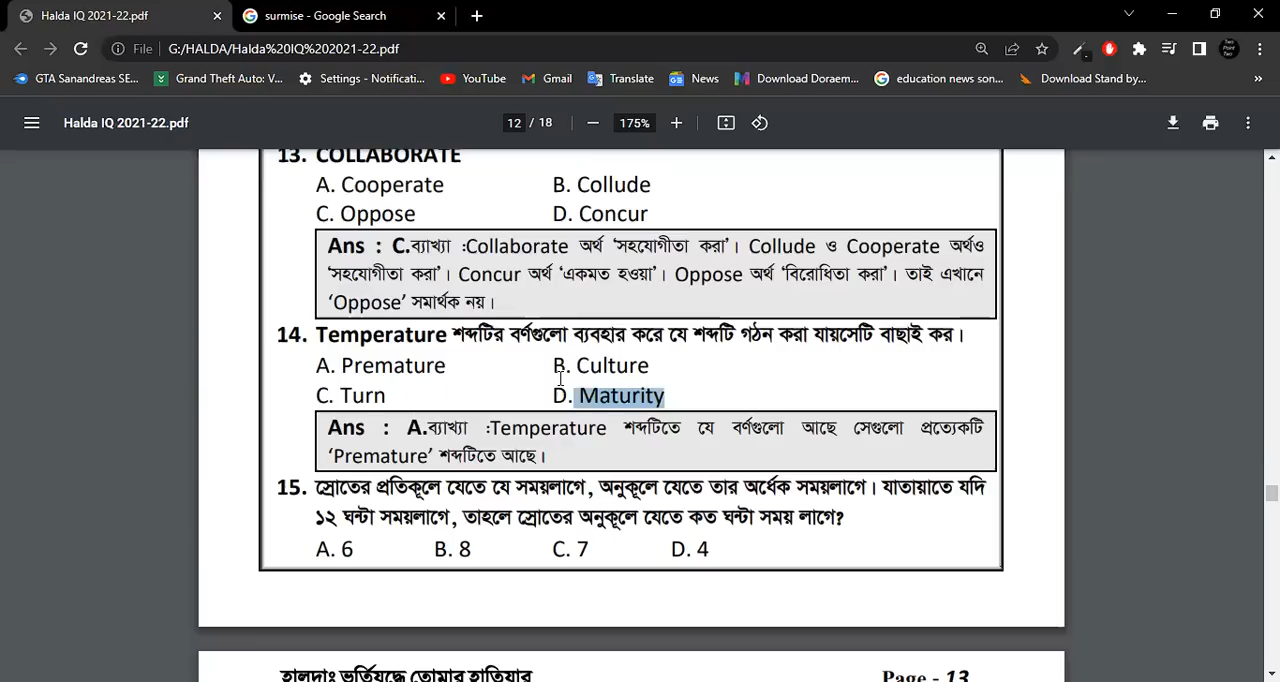 Halda IQ 2021-22.pdf
surmise - Google Search
File
G:/HALDA/Halda%20IQ%202021-22.pdf
GTA Sanandreas SE...
Grand Theft Auto: V...
Settings - Notificati...
YouTube
Gmail
Translate
News
Download Doraem...
education news son...
Download Stand by...
»
Halda IQ 2021-22.pdf
12 / 18
175%
13. COLLABORATE
A. Cooperate B. Collude
C. Oppose D. Concur
Ans : C.ব্যাখ্যা :Collaborate অর্থ ‘সহযোগীতা করা’। Collude ও Cooperate অর্থও
‘সহযোগীতা করা’। Concur অর্থ ‘একমত হওয়া’। Oppose অর্থ ‘বিরোধিতা করা’। তাই এখানে
‘Oppose’ সমার্থক নয়।
14. Temperature শব্দটির বর্ণগুলো ব্যবহার করে যে শব্দটি গঠন করা যায়সেটি বাছাই কর।
A. Premature B. Culture
C. Turn D. Maturity
Ans : A.ব্যাখ্যা :Temperature শব্দটিতে যে বর্ণগুলো আছে সেগুলো প্রত্যেকটি
‘Premature’ শব্দটিতে আছে।
15. স্রোতের প্রতিকূলে যেতে যে সময়লাগে, অনুকূলে যেতে তার অর্ধেক সময়লাগে। যাতায়াতে যদি
১২ ঘন্টা সময়লাগে, তাহলে স্রোতের অনুকূলে যেতে কত ঘন্টা সময় লাগে?
A. 6 B. 8 C. 7 D. 4
হালদাঃ ভর্তিযুদ্ধে তোমার হাতিয়ার
Page - 13